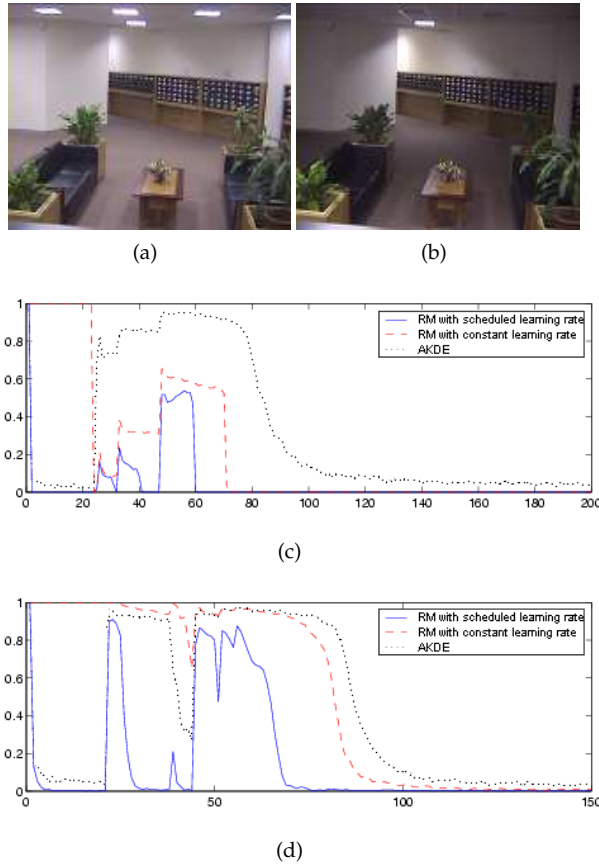 (a) (b)
1
0.8
0.6
0.4
0.2
0
0 20 40 60 80 100 120 140 160 180 200
RM with scheduled learning rate
RM with constant learning rate
AKDE
(c)
1
0.8
0.6
0.4
0.2
0
0 50 100 150
RM with scheduled learning rate
RM with constant learning rate
AKDE
(d)